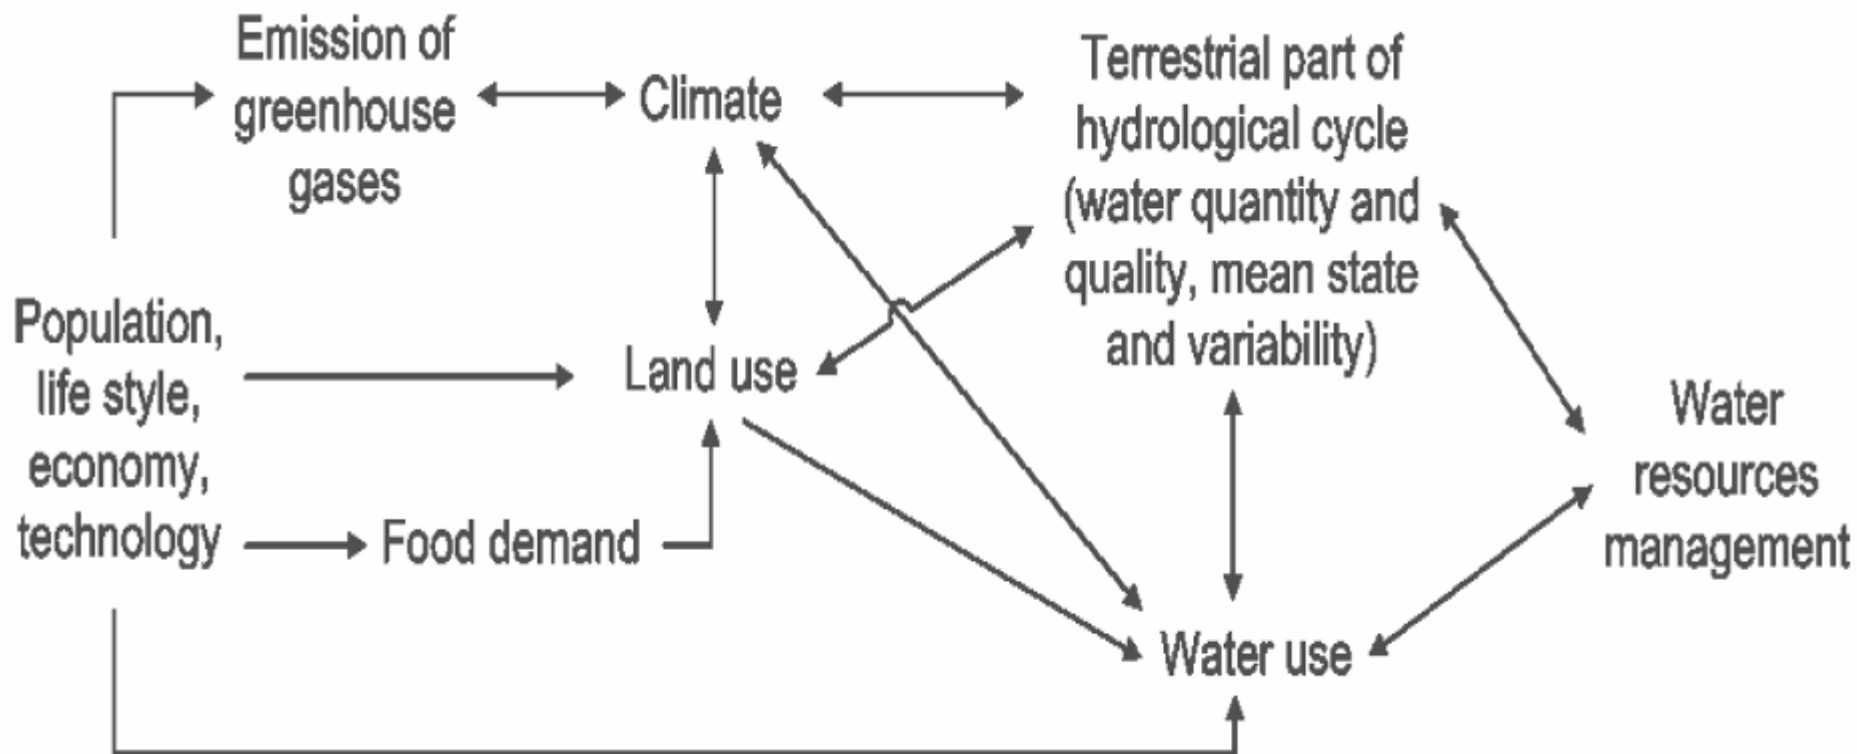 Emission of
greenhouse
gases
Climate
Terrestrial part of
hydrological cycle
(water quantity and
quality, mean state
and variability)
Population,
life style,
economy,
technology
Land use
Food demand
Water
resources
management
Water use